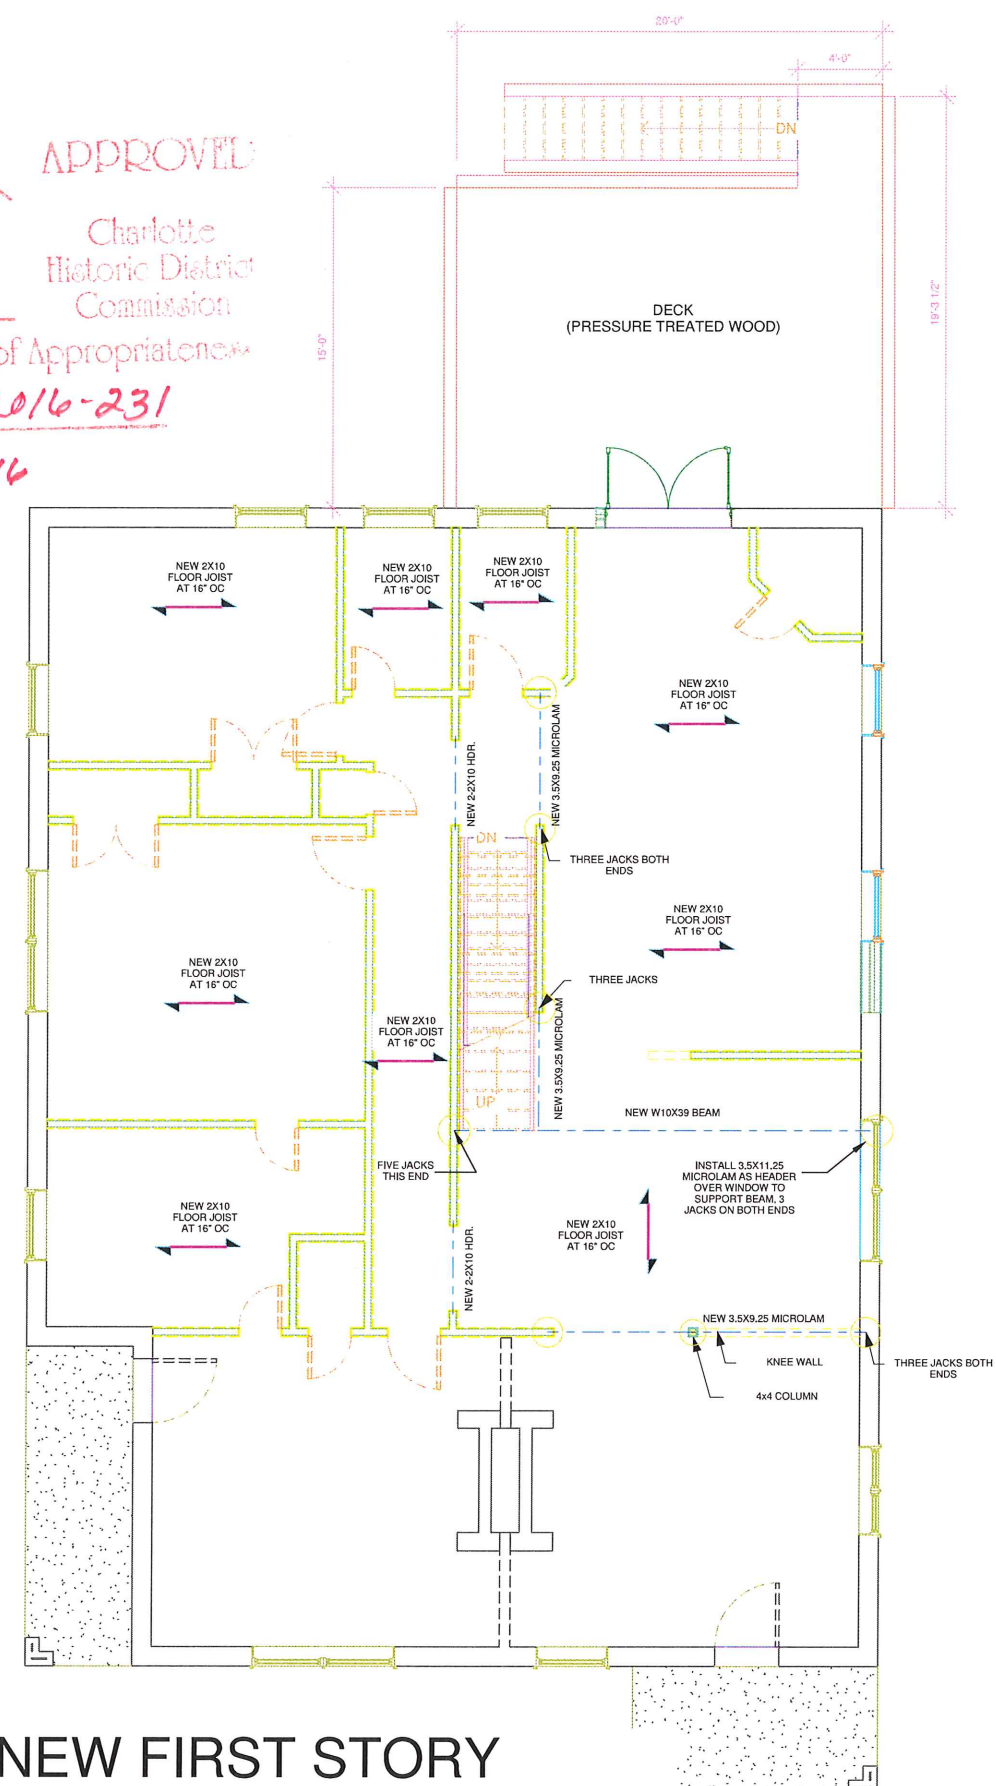 20'-0"
4'-0"
DN
APPROVED
Charlotte
Historic District
Commission
of Appropriateness
016-231
16
15'-0"
19'-3 1/2"
DECK
(PRESSURE TREATED WOOD)
NEW 2X10
FLOOR JOIST
AT 16" OC
NEW 2X10
FLOOR JOIST
AT 16" OC
NEW 2X10
FLOOR JOIST
AT 16" OC
NEW 2X10
FLOOR JOIST
AT 16" OC
NEW 2-2X10 HDR.
NEW 3.5X9.25 MICROLAM
DN
THREE JACKS BOTH
ENDS
NEW 2X10
FLOOR JOIST
AT 16" OC
NEW 2X10
FLOOR JOIST
AT 16" OC
THREE JACKS
NEW 2X10
FLOOR JOIST
AT 16" OC
NEW 3.5X9.25 MICROLAM
UP
NEW W10X39 BEAM
FIVE JACKS
THIS END
INSTALL 3.5X11.25
MICROLAM AS HEADER
OVER WINDOW TO
SUPPORT BEAM, 3
JACKS ON BOTH ENDS
NEW 2X10
FLOOR JOIST
AT 16" OC
NEW 2X10
FLOOR JOIST
AT 16" OC
NEW 2-2X10 HDR.
NEW 3.5X9.25 MICROLAM
KNEE WALL
THREE JACKS BOTH
ENDS
4x4 COLUMN
NEW FIRST STORY